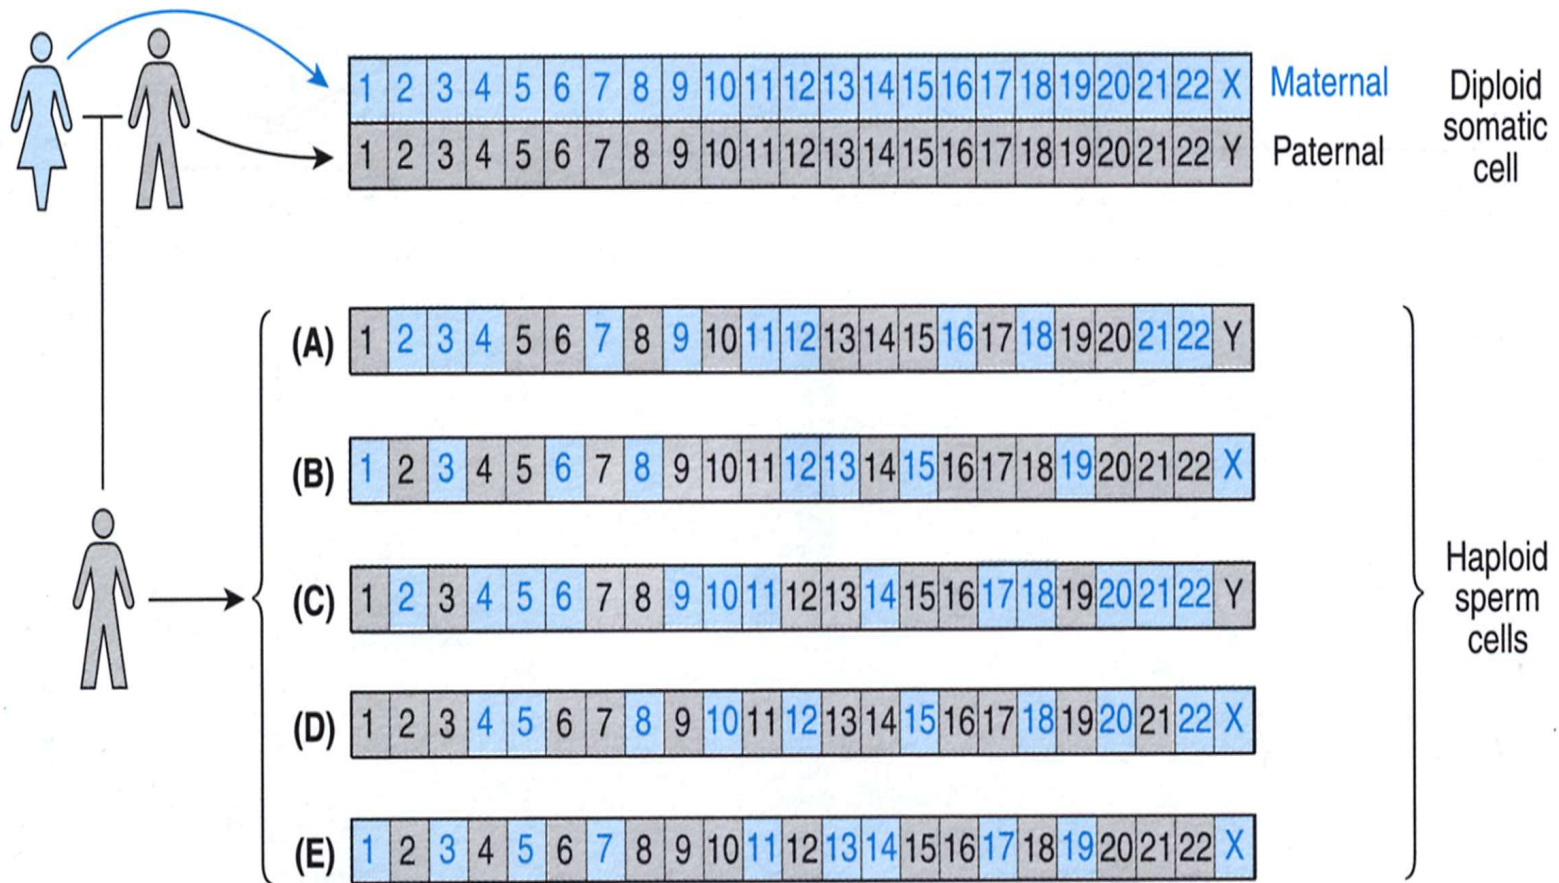 1 2 3 4 5 6 7 8 9 10 11 12 13 14 15 16 17 18 19 20 21 22 X Maternal
1 2 3 4 5 6 7 8 9 10 11 12 13 14 15 16 17 18 19 20 21 22 Y Paternal
Diploid
somatic
cell
(A) 1 2 3 4 5 6 7 8 9 10 11 12 13 14 15 16 17 18 19 20 21 22 Y
(B) 1 2 3 4 5 6 7 8 9 10 11 12 13 14 15 16 17 18 19 20 21 22 X
(C) 1 2 3 4 5 6 7 8 9 10 11 12 13 14 15 16 17 18 19 20 21 22 Y
(D) 1 2 3 4 5 6 7 8 9 10 11 12 13 14 15 16 17 18 19 20 21 22 X
(E) 1 2 3 4 5 6 7 8 9 10 11 12 13 14 15 16 17 18 19 20 21 22 X
Haploid
sperm
cells